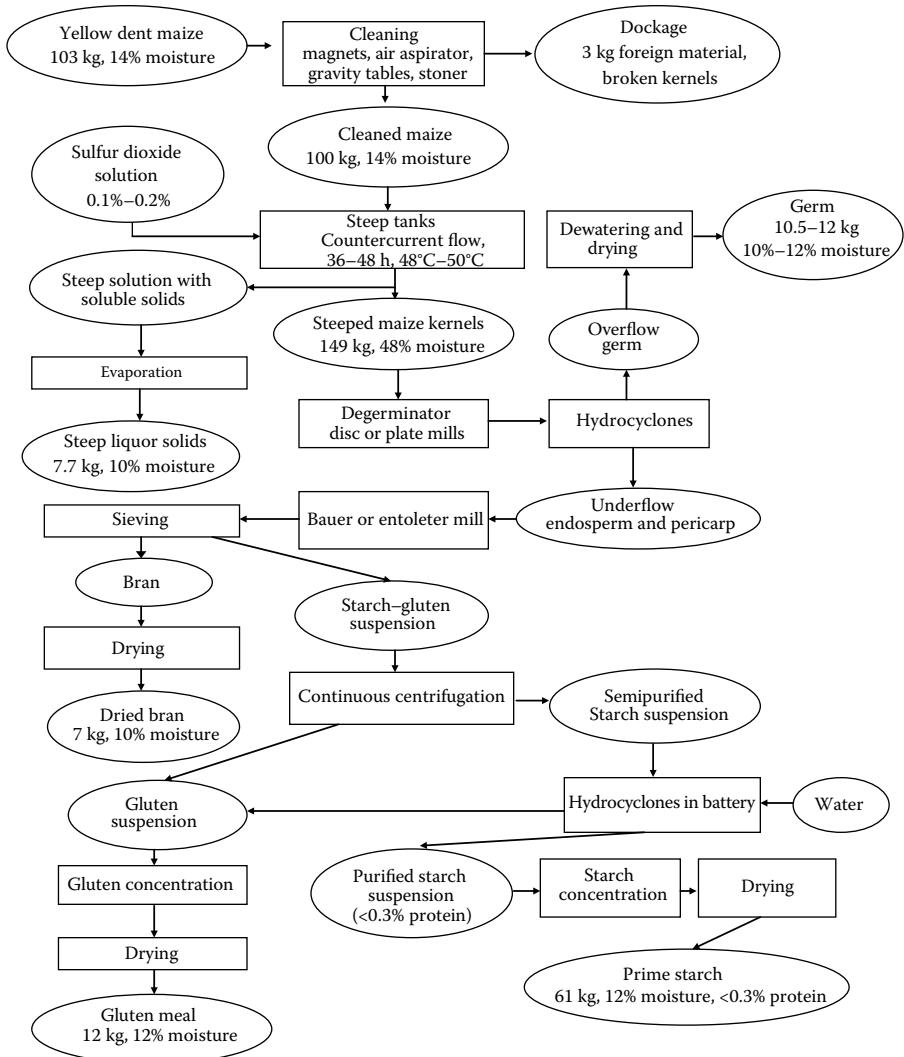 Yellow dent maize
103 kg, 14% moisture
Cleaning
magnets, air aspirator,
gravity tables, stoner
Dockage
3 kg foreign material,
broken kernels
Cleaned maize
100 kg, 14% moisture
Sulfur dioxide
solution
0.1%–0.2%
Steep tanks
Countercurrent flow,
36–48 h, 48°C–50°C
Dewatering and
drying
Germ
10.5–12 kg
10%–12% moisture
Steep solution with
soluble solids
Steeped maize kernels
149 kg, 48% moisture
Overflow
germ
Evaporation
Degerminator
disc or plate mills
Hydrocyclones
Steep liquor solids
7.7 kg, 10% moisture
Underflow
endosperm and pericarp
Bauer or entoleter mill
Sieving
Bran
Starch–gluten
suspension
Drying
Continuous centrifugation
Semipurified
Starch suspension
Dried bran
7 kg, 10% moisture
Gluten
suspension
Hydrocyclones in battery
Water
Gluten concentration
Purified starch
suspension
(<0.3% protein)
Starch
concentration
Drying
Drying
Prime starch
61 kg, 12% moisture, <0.3% protein
Gluten meal
12 kg, 12% moisture